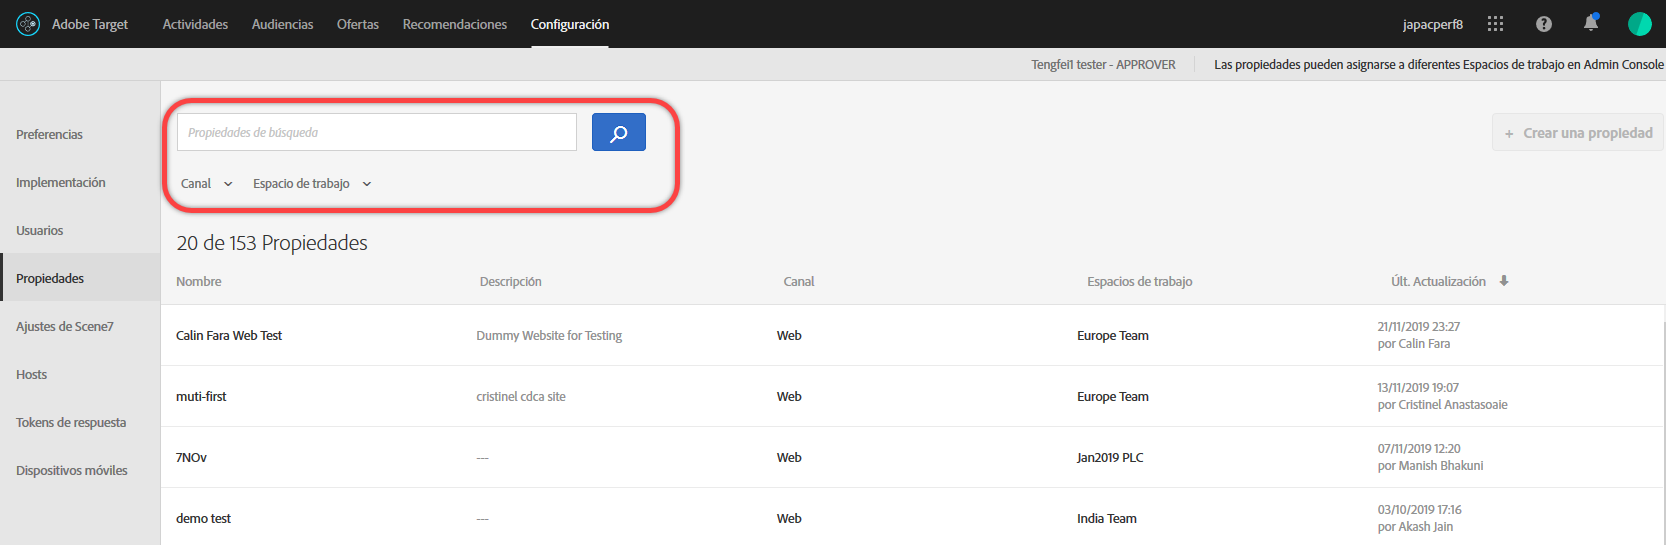 Adobe Target Actividades Audiencias Ofertas Recomendaciones Configuración japacperf8
Tengfei1 tester - APPROVER Las propiedades pueden asignarse a diferentes Espacios de trabajo en Admin Console
Preferencias
Implementación
Usuarios
Propiedades
Ajustes de Scene7
Hosts
Tokens de respuesta
Dispositivos móviles
Propiedades de búsqueda
+ Crear una propiedad
Canal Espacio de trabajo
20 de 153 Propiedades
Nombre Descripción Canal Espacios de trabajo Últ. Actualización
Calin Fara Web Test Dummy Website for Testing Web Europe Team 21/11/2019 23:27
por Calin Fara
muti-first cristinel cdca site Web Europe Team 13/11/2019 19:07
por Cristinel Anastasoaie
7NOv --- Web Jan2019 PLC 07/11/2019 12:20
por Manish Bhakuni
demo test --- Web India Team 03/10/2019 17:16
por Akash Jain